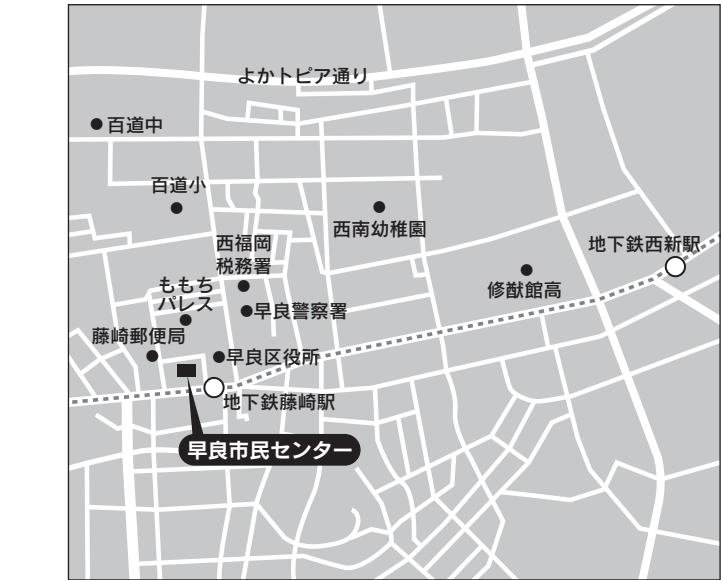 よかトピア通り
百道中
百道小
西南幼稚園
西福岡
税務署
地下鉄西新駅
修猷館高
ももち
パレス
早良警察署
藤崎郵便局
早良区役所
地下鉄藤崎駅
早良市民センター